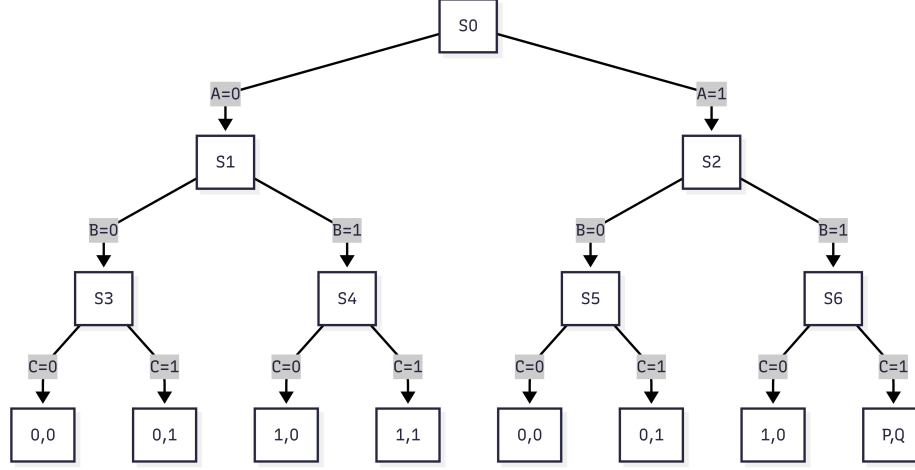 S0
A=0
A=1
S1
S2
B=0
B=1
B=0
B=1
S3
S4
S5
S6
C=0
C=1
C=0
C=1
C=0
C=1
C=0
C=1
0,0
0,1
1,0
1,1
0,0
0,1
1,0
P,Q